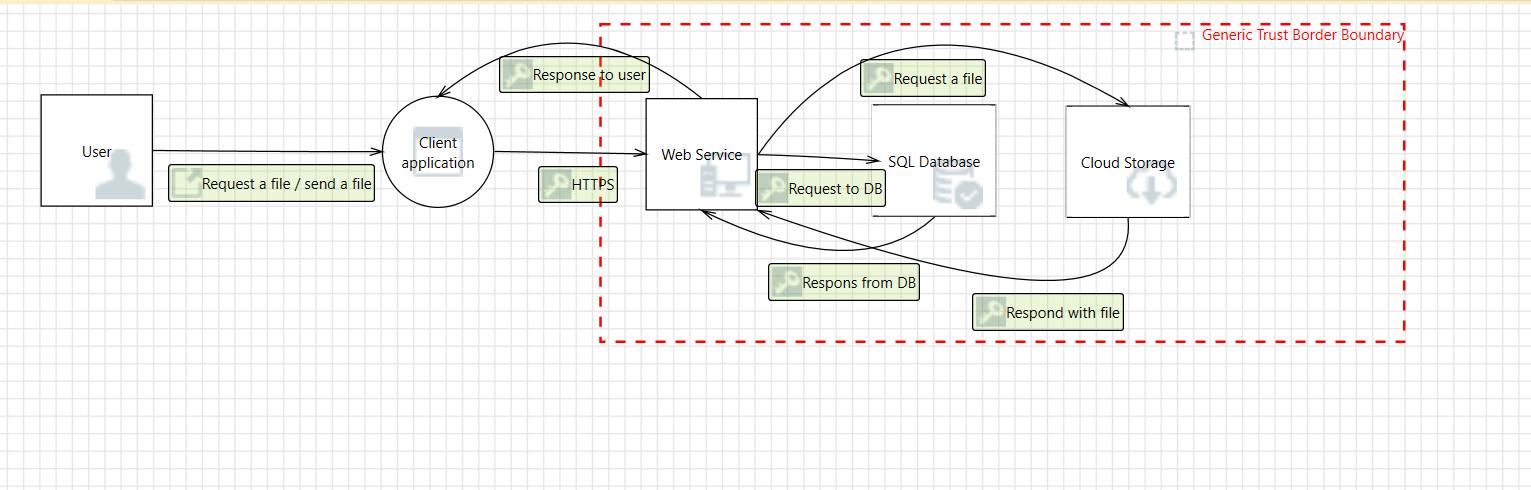 Generic Trust Border Boundary
Response to user
Request a file
User
Client
application
Web Service
SQL Database
Cloud Storage
Request a file / send a file
HTTPS
Request to DB
Respons from DB
Respond with file